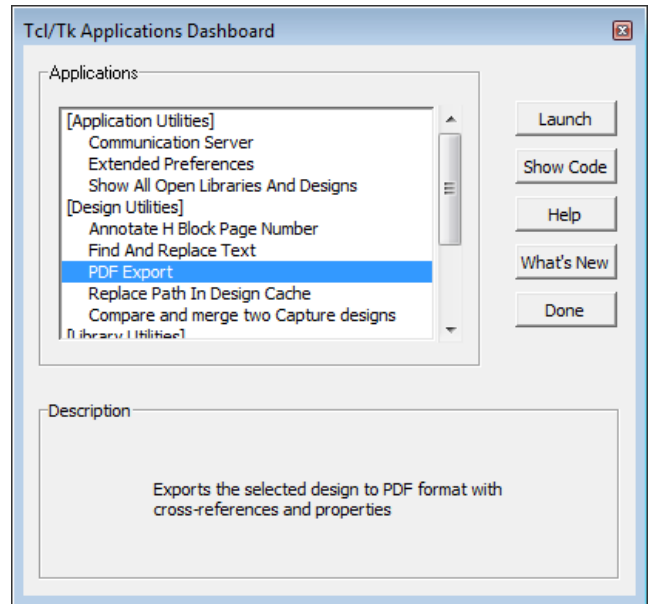 Tcl/Tk Applications Dashboard
Applications
[Application Utilities]
Communication Server
Extended Preferences
Show All Open Libraries And Designs
[Design Utilities]
Annotate H Block Page Number
Find And Replace Text
PDF Export
Replace Path In Design Cache
Compare and merge two Capture designs
[Library Utilities]
Launch
Show Code
Help
What's New
Done
Description
Exports the selected design to PDF format with
cross-references and properties